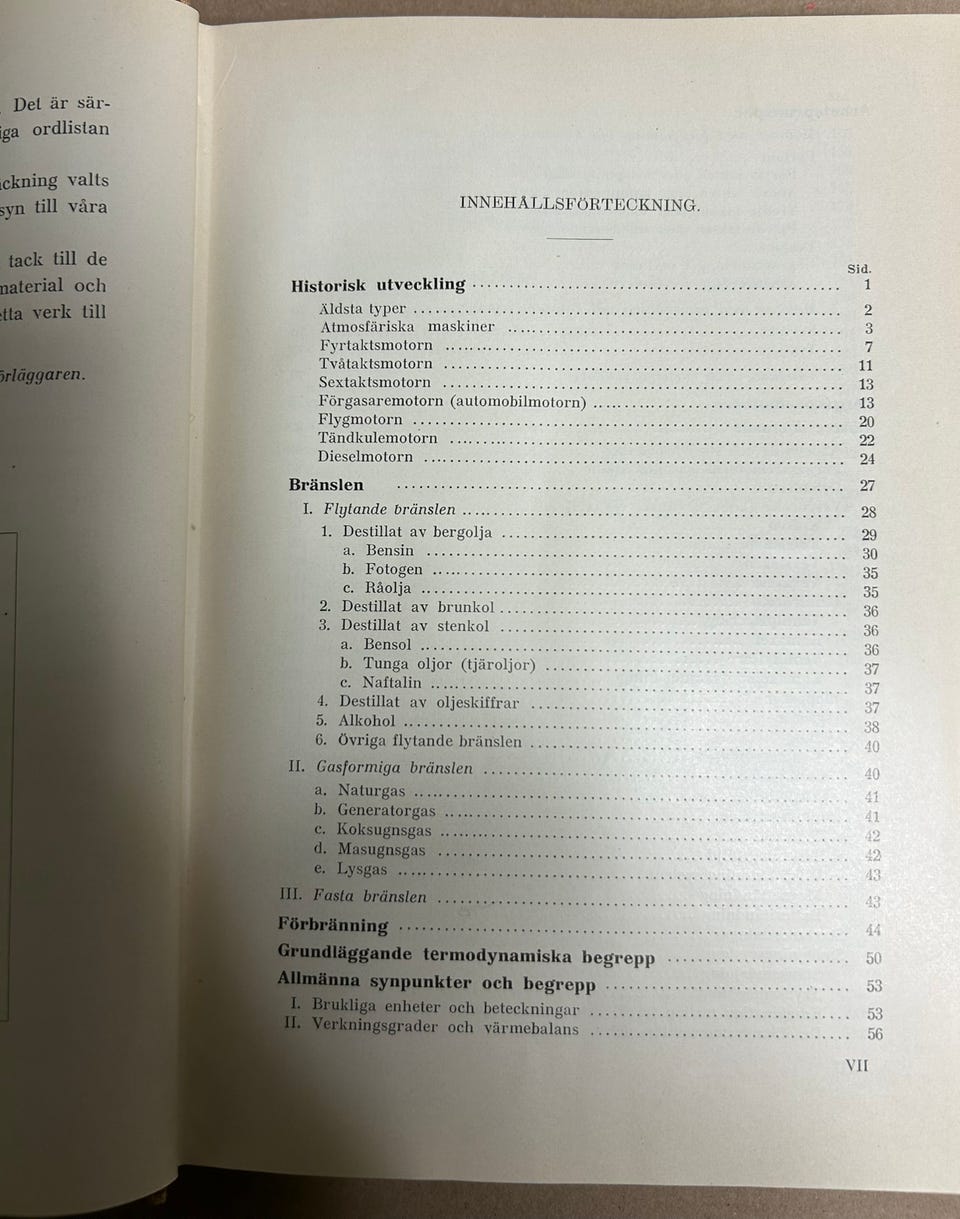 Det är sär-
iga ordlistan
ckning valts
syn till våra
tack till de
material och
etta verk till
örläggaren.
INNEHÅLLSFÖRTECKNING.
Sid.
Historisk utveckling 1
Äldsta typer 2
Atmosfäriska maskiner 3
Fyrtaktsmotorn 7
Tvåtaktsmotorn 11
Sextaktsmotorn 13
Förgasaremotorn (automobilmotorn) 13
Flygmotorn 20
Tändkulemotorn 22
Dieselmotorn 24
Bränslen 27
I. Flytande bränslen 28
1. Destillat av bergolja 29
a. Bensin 30
b. Fotogen 35
c. Råolja 35
2. Destillat av brunkol 36
3. Destillat av stenkol 36
a. Bensol 36
b. Tunga oljor (tjäroljor) 37
c. Naftalin 37
4. Destillat av oljeskiffrar 37
5. Alkohol 38
6. Övriga flytande bränslen 40
II. Gasformiga bränslen 40
a. Naturgas 41
b. Generatorgas 41
c. Koksugnsgas 42
d. Masugnsgas 42
e. Lysgas 43
III. Fasta bränslen 43
Förbränning 44
Grundläggande termodynamiska begrepp 50
Allmänna synpunkter och begrepp 53
I. Brukliga enheter och beteckningar 53
II. Verkningsgrader och värmebalans 56
VII